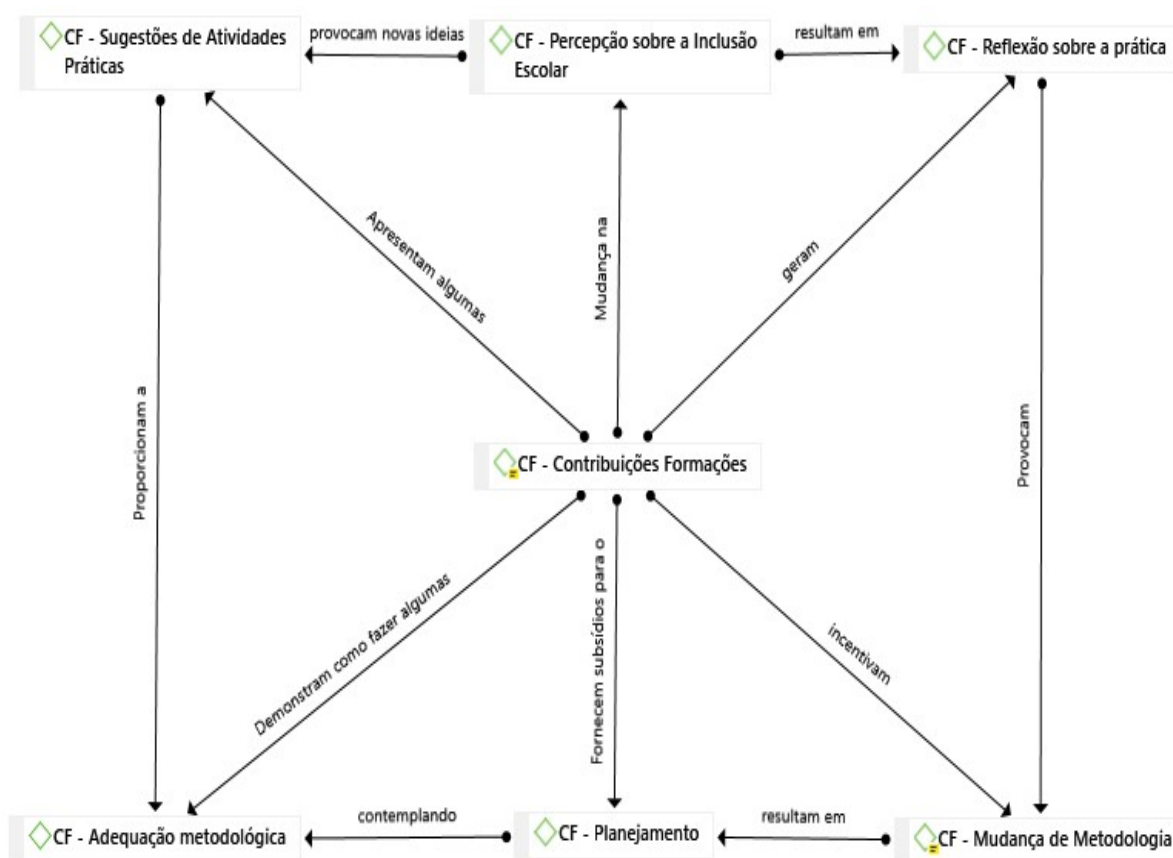 CF - Sugestões de Atividades
Práticas
provocam novas ideias
CF - Percepção sobre a Inclusão
Escolar
resultam em
CF - Reflexão sobre a prática
Apresentam algumas
Mudança na
geram
Proporcionam a
Provocam
CF - Contribuições Formações
Demonstram como fazer algumas
Fornecem subsídios para o
incentivam
CF - Adequação metodológica
contemplando
CF - Planejamento
resultam em
CF - Mudança de Metodologia